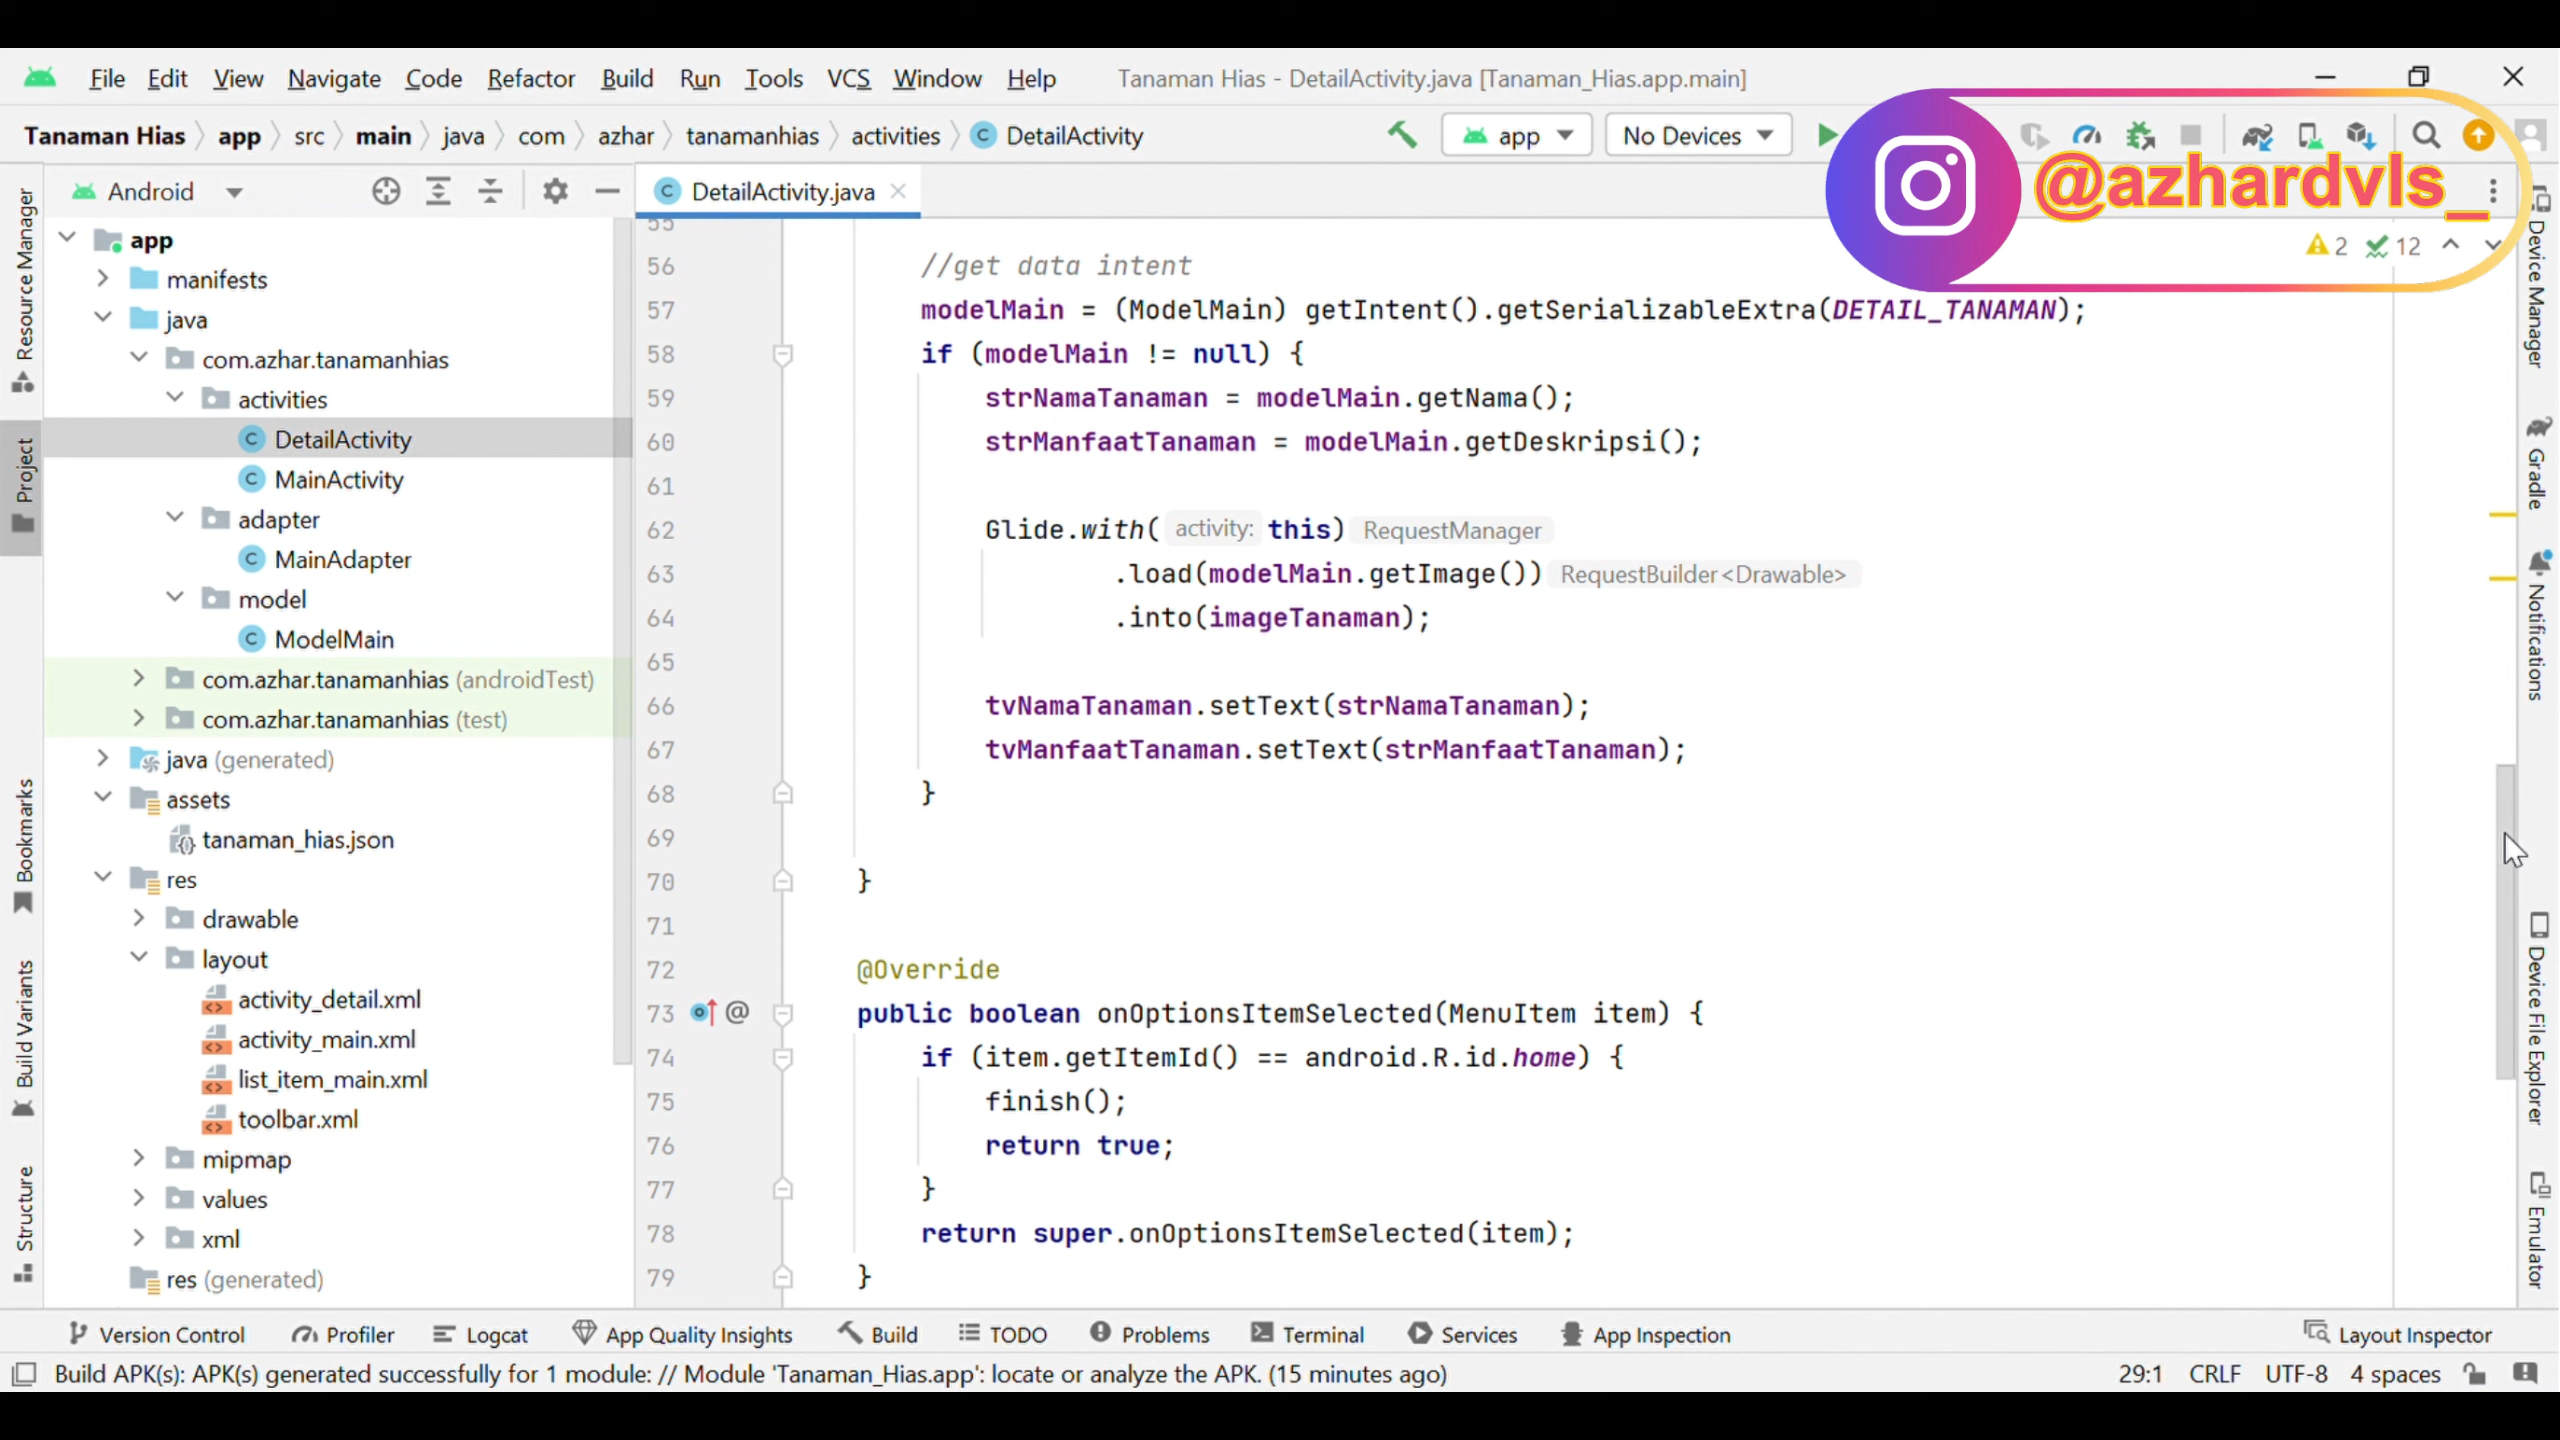 File Edit View Navigate Code Refactor Build Run Tools VCS Window Help Tanaman Hias - DetailActivity.java [Tanaman_Hias.app.main]
Tanaman Hias app src main java com azhar tanamanhias activities DetailActivity app No Devices
@azhardvls_
Android
DetailActivity.java
2 12
app
manifests
java
com.azhar.tanamanhias
activities
DetailActivity
MainActivity
adapter
MainAdapter
model
ModelMain
com.azhar.tanamanhias (androidTest)
com.azhar.tanamanhias (test)
java (generated)
assets
tanaman_hias.json
res
drawable
layout
activity_detail.xml
activity_main.xml
list_item_main.xml
toolbar.xml
mipmap
values
xml
res (generated)
55
56 //get data intent
57 modelMain = (ModelMain) getIntent().getSerializableExtra(DETAIL_TANAMAN);
58 if (modelMain != null) {
59 strNamaTanaman = modelMain.getNama();
60 strManfaatTanaman = modelMain.getDeskripsi();
61
62 Glide.with( activity: this) RequestManager
63 .load(modelMain.getImage()) RequestBuilder<Drawable>
64 .into(imageTanaman);
65
66 tvNamaTanaman.setText(strNamaTanaman);
67 tvManfaatTanaman.setText(strManfaatTanaman);
68 }
69
70 }
71
72 @Override
73 @ public boolean onOptionsItemSelected(MenuItem item) {
74 if (item.getItemId() == android.R.id.home) {
75 finish();
76 return true;
77 }
78 return super.onOptionsItemSelected(item);
79 }
Resource Manager
Project
Bookmarks
Build Variants
Structure
Device Manager
Gradle
Notifications
Device File Explorer
Emulator
Version Control Profiler Logcat App Quality Insights Build TODO Problems Terminal Services App Inspection Layout Inspector
Build APK(s): APK(s) generated successfully for 1 module: // Module 'Tanaman_Hias.app': locate or analyze the APK. (15 minutes ago) 29:1 CRLF UTF-8 4 spaces